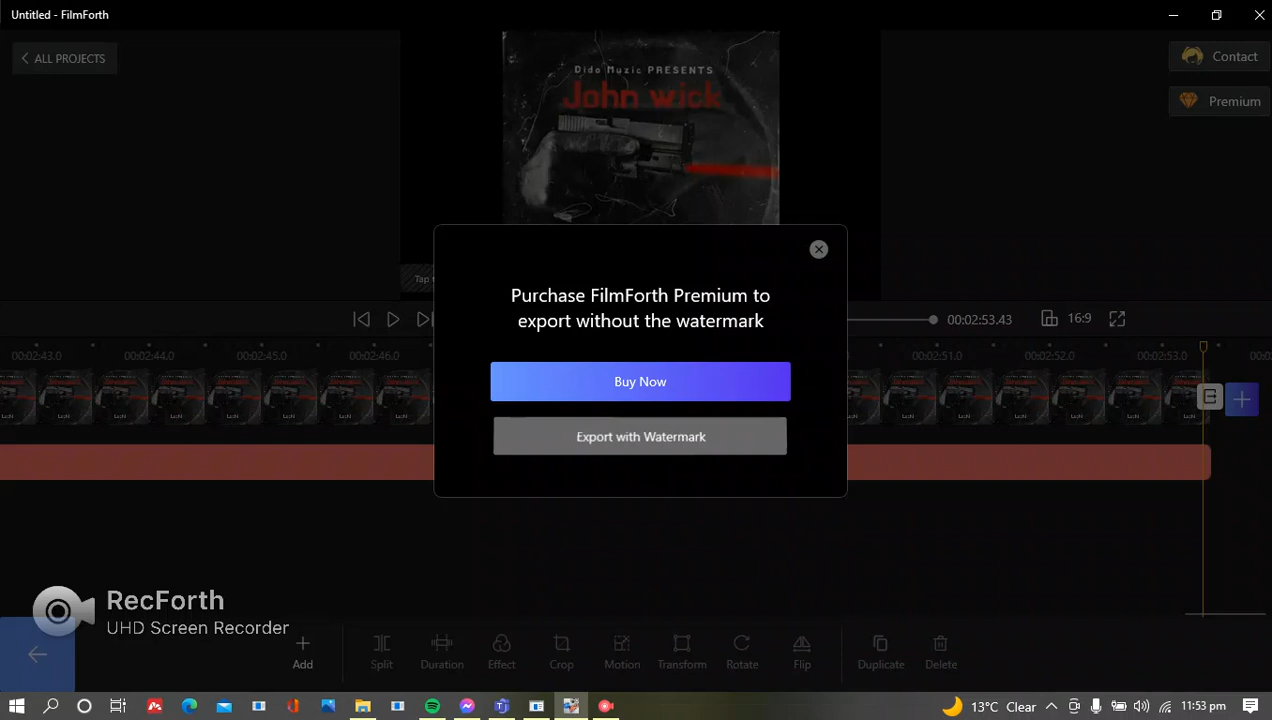 Untitled - FilmForth
ALL PROJECTS
Contact
Premium
Dido Muzic PRESENTS
John wick
Tap
Purchase FilmForth Premium to
export without the watermark
Buy Now
Export with Watermark
00:02:53.43
16:9
00:02:43.0
00:02:44.0
00:02:45.0
00:02:46.0
00:02:51.0
00:02:52.0
00:02:53.0
RecForth
UHD Screen Recorder
Add
Split
Duration
Effect
Crop
Motion
Transform
Rotate
Flip
Duplicate
Delete
13°C Clear
11:53 pm